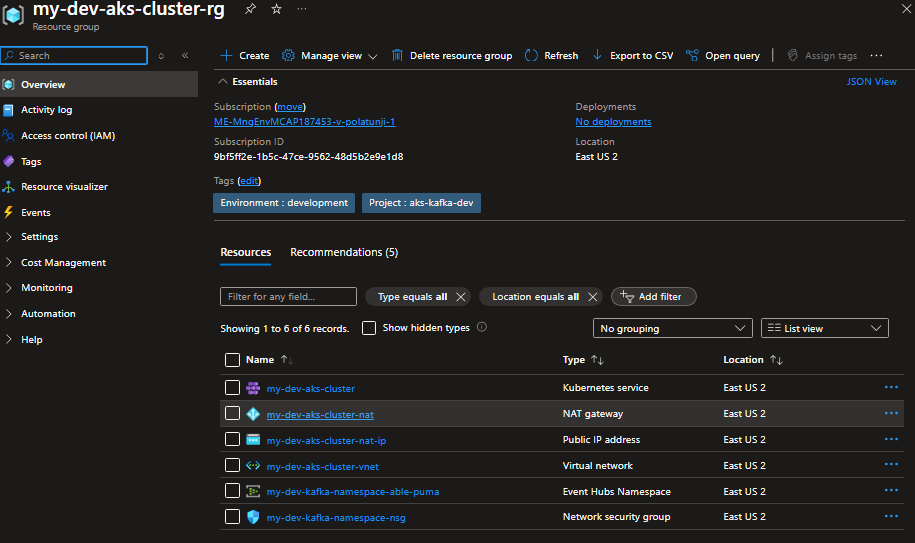 my-dev-aks-cluster-rg ...
Resource group
Search
Overview
Activity log
Access control (IAM)
Tags
Resource visualizer
Events
Settings
Cost Management
Monitoring
Automation
Help
Create Manage view Delete resource group Refresh Export to CSV Open query Assign tags ...
Essentials JSON View
Subscription (move) Deployments
ME-MngEnvMCAP187453-v-polatunji-1 No deployments
Subscription ID Location
9bf5ff2e-1b5c-47ce-9562-48d5b2e9e1d8 East US 2
Tags (edit)
Environment : development Project : aks-kafka-dev
Resources Recommendations (5)
Filter for any field... Type equals all Location equals all Add filter
Showing 1 to 6 of 6 records. Show hidden types No grouping List view
Name Type Location
my-dev-aks-cluster Kubernetes service East US 2 ...
my-dev-aks-cluster-nat NAT gateway East US 2 ...
my-dev-aks-cluster-nat-ip Public IP address East US 2 ...
my-dev-aks-cluster-vnet Virtual network East US 2 ...
my-dev-kafka-namespace-able-puma Event Hubs Namespace East US 2 ...
my-dev-kafka-namespace-nsg Network security group East US 2 ...